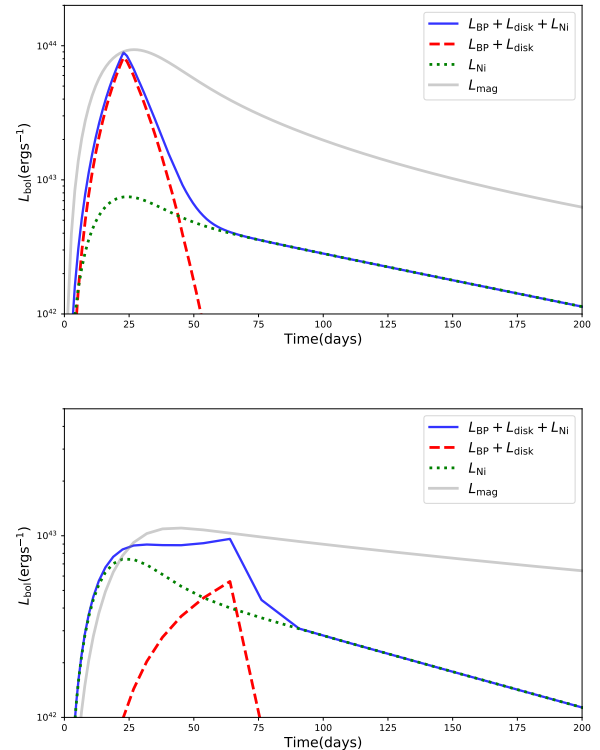 L_BP + L_disk + L_Ni
L_BP + L_disk
L_Ni
L_mag
10^44
10^43
10^42
L_bol(ergs^−1)
0 25 50 75 100 125 150 175 200
Time(days)
L_BP + L_disk + L_Ni
L_BP + L_disk
L_Ni
L_mag
10^43
10^42
L_bol(ergs^−1)
0 25 50 75 100 125 150 175 200
Time(days)